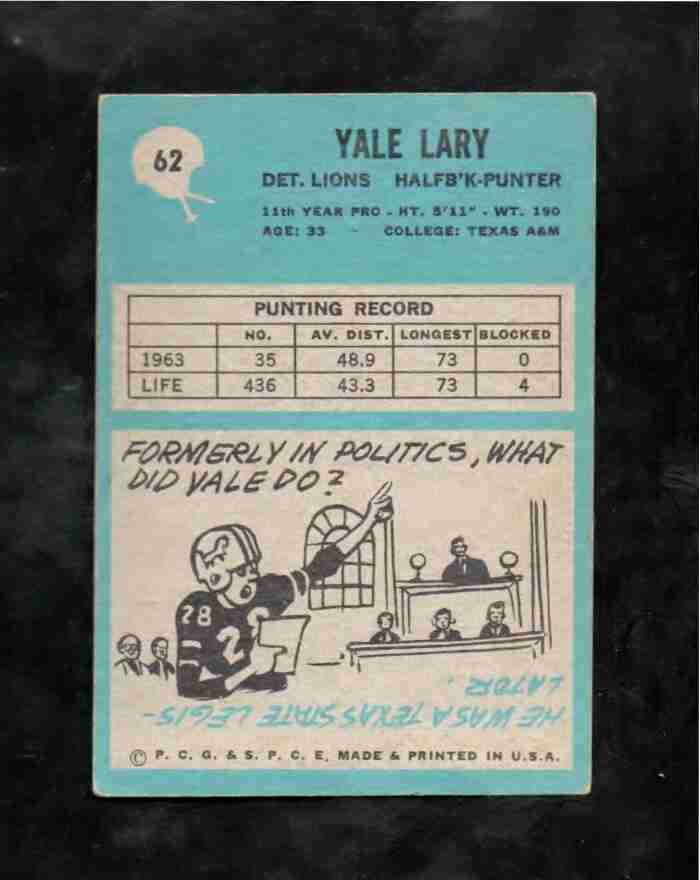 62
YALE LARY
DET. LIONS HALFB'K-PUNTER
11th YEAR PRO - HT. 5'11" - WT. 190
AGE: 33 - COLLEGE: TEXAS A&M
PUNTING RECORD
NO. AV. DIST. LONGEST BLOCKED
1963 35 48.9 73 0
LIFE 436 43.3 73 4
FORMERLY IN POLITICS, WHAT
DID YALE DO?
28
28
HE WAS A TEXAS STATE LEGIS-
LATOR.
© P. C. G. & S. P. C. E. MADE & PRINTED IN U.S.A.